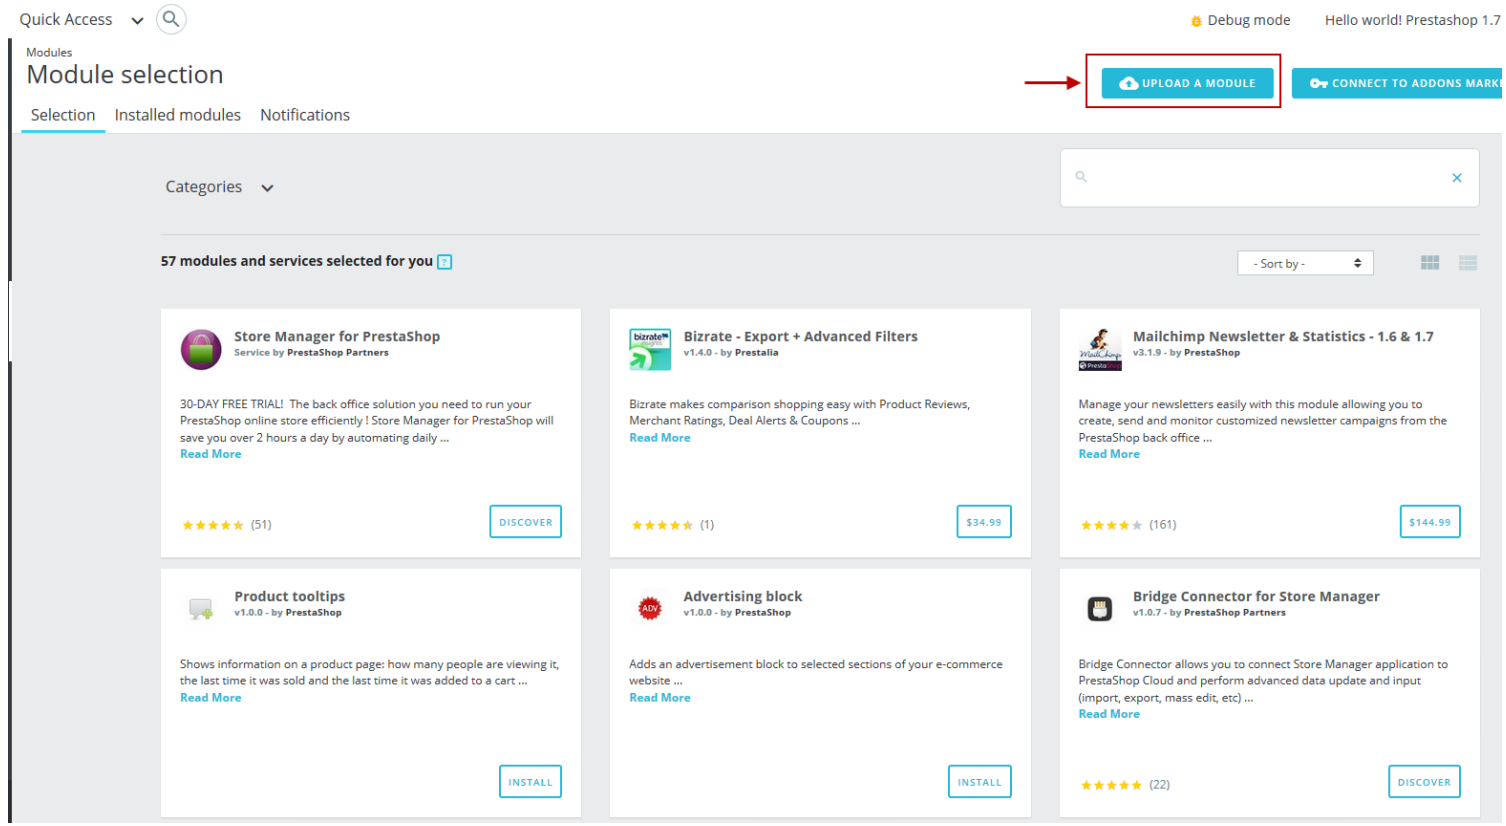 Quick Access
Debug mode
Hello world! Prestashop 1.7
Modules
Module selection
UPLOAD A MODULE
CONNECT TO ADDONS MARKE
Selection
Installed modules
Notifications
Categories
57 modules and services selected for you ?
- Sort by -
Store Manager for PrestaShop
Service by PrestaShop Partners
30-DAY FREE TRIAL! The back office solution you need to run your
PrestaShop online store efficiently ! Store Manager for PrestaShop will
save you over 2 hours a day by automating daily ...
Read More
(51)
DISCOVER
bizrate
insights
Bizrate - Export + Advanced Filters
v1.4.0 - by Prestalia
Bizrate makes comparison shopping easy with Product Reviews,
Merchant Ratings, Deal Alerts & Coupons ...
Read More
(1)
$34.99
MailChimp
PrestaShop
Mailchimp Newsletter & Statistics - 1.6 & 1.7
v3.1.9 - by PrestaShop
Manage your newsletters easily with this module allowing you to
create, send and monitor customized newsletter campaigns from the
PrestaShop back office ...
Read More
(161)
$144.99
Product tooltips
v1.0.0 - by PrestaShop
Shows information on a product page: how many people are viewing it,
the last time it was sold and the last time it was added to a cart ...
Read More
INSTALL
ADV
Advertising block
v1.0.0 - by PrestaShop
Adds an advertisement block to selected sections of your e-commerce
website ...
Read More
INSTALL
Bridge Connector for Store Manager
v1.0.7 - by PrestaShop Partners
Bridge Connector allows you to connect Store Manager application to
PrestaShop Cloud and perform advanced data update and input
(import, export, mass edit, etc) ...
Read More
(22)
DISCOVER